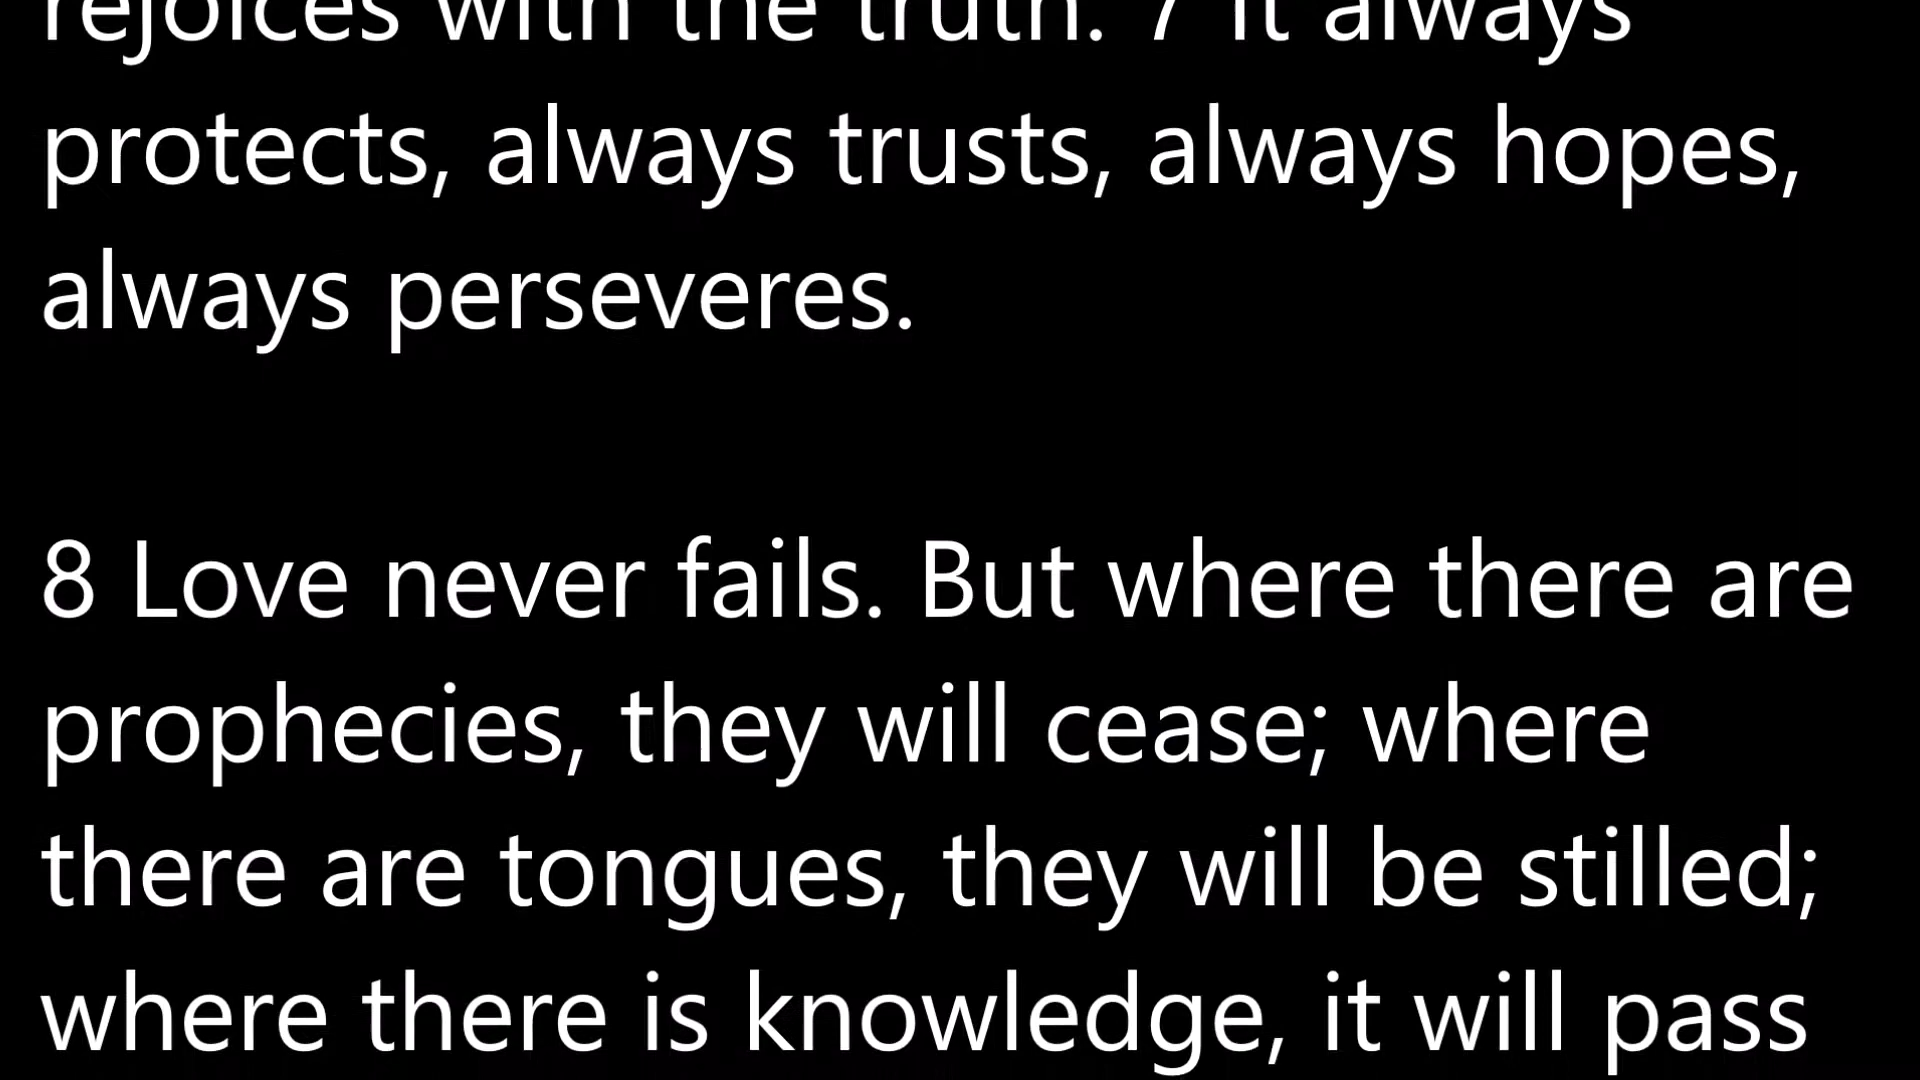 rejoices with the truth. 7 It always
protects, always trusts, always hopes,
always perseveres.
8 Love never fails. But where there are
prophecies, they will cease; where
there are tongues, they will be stilled;
where there is knowledge, it will pass